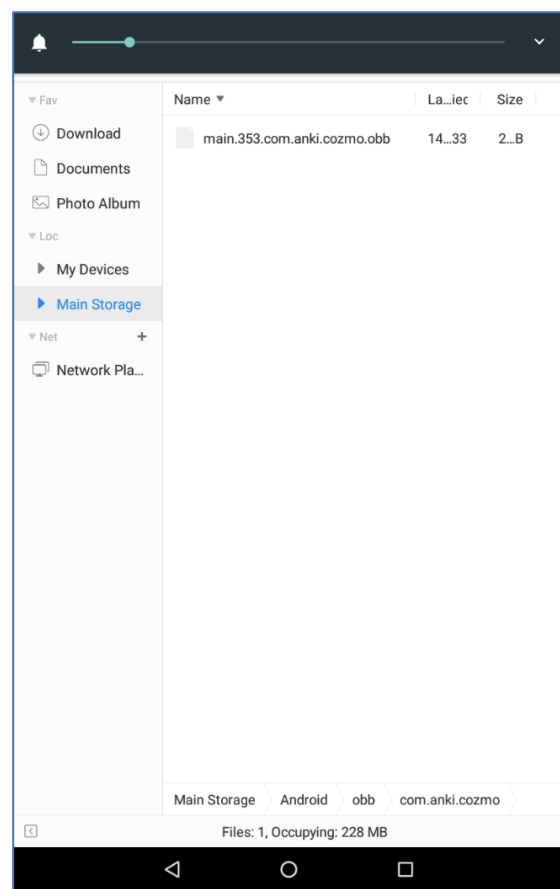 Fav
Name La...iec Size
Download
main.353.com.anki.cozmo.obb 14...33 2...B
Documents
Photo Album
Loc
My Devices
Main Storage
Net +
Network Pla...
Main Storage Android obb com.anki.cozmo
Files: 1, Occupying: 228 MB